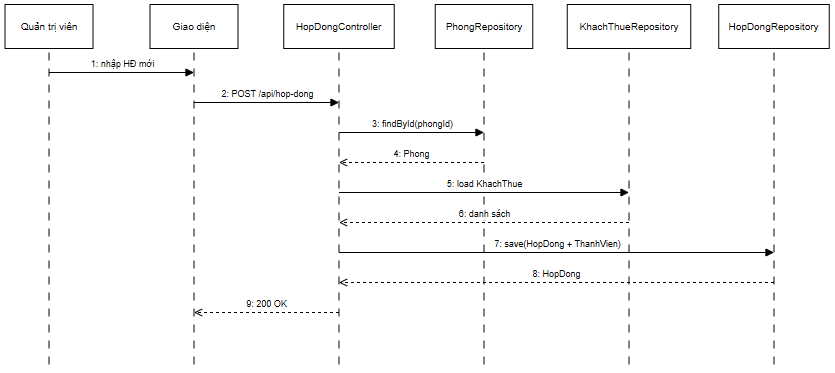 Quản trị viên
Giao diện
HopDongController
PhongRepository
KhachThueRepository
HopDongRepository
1: nhập HĐ mới
2: POST /api/hop-dong
3: findById(phongId)
4: Phong
5: load KhachThue
6: danh sách
7: save(HopDong + ThanhVien)
8: HopDong
9: 200 OK